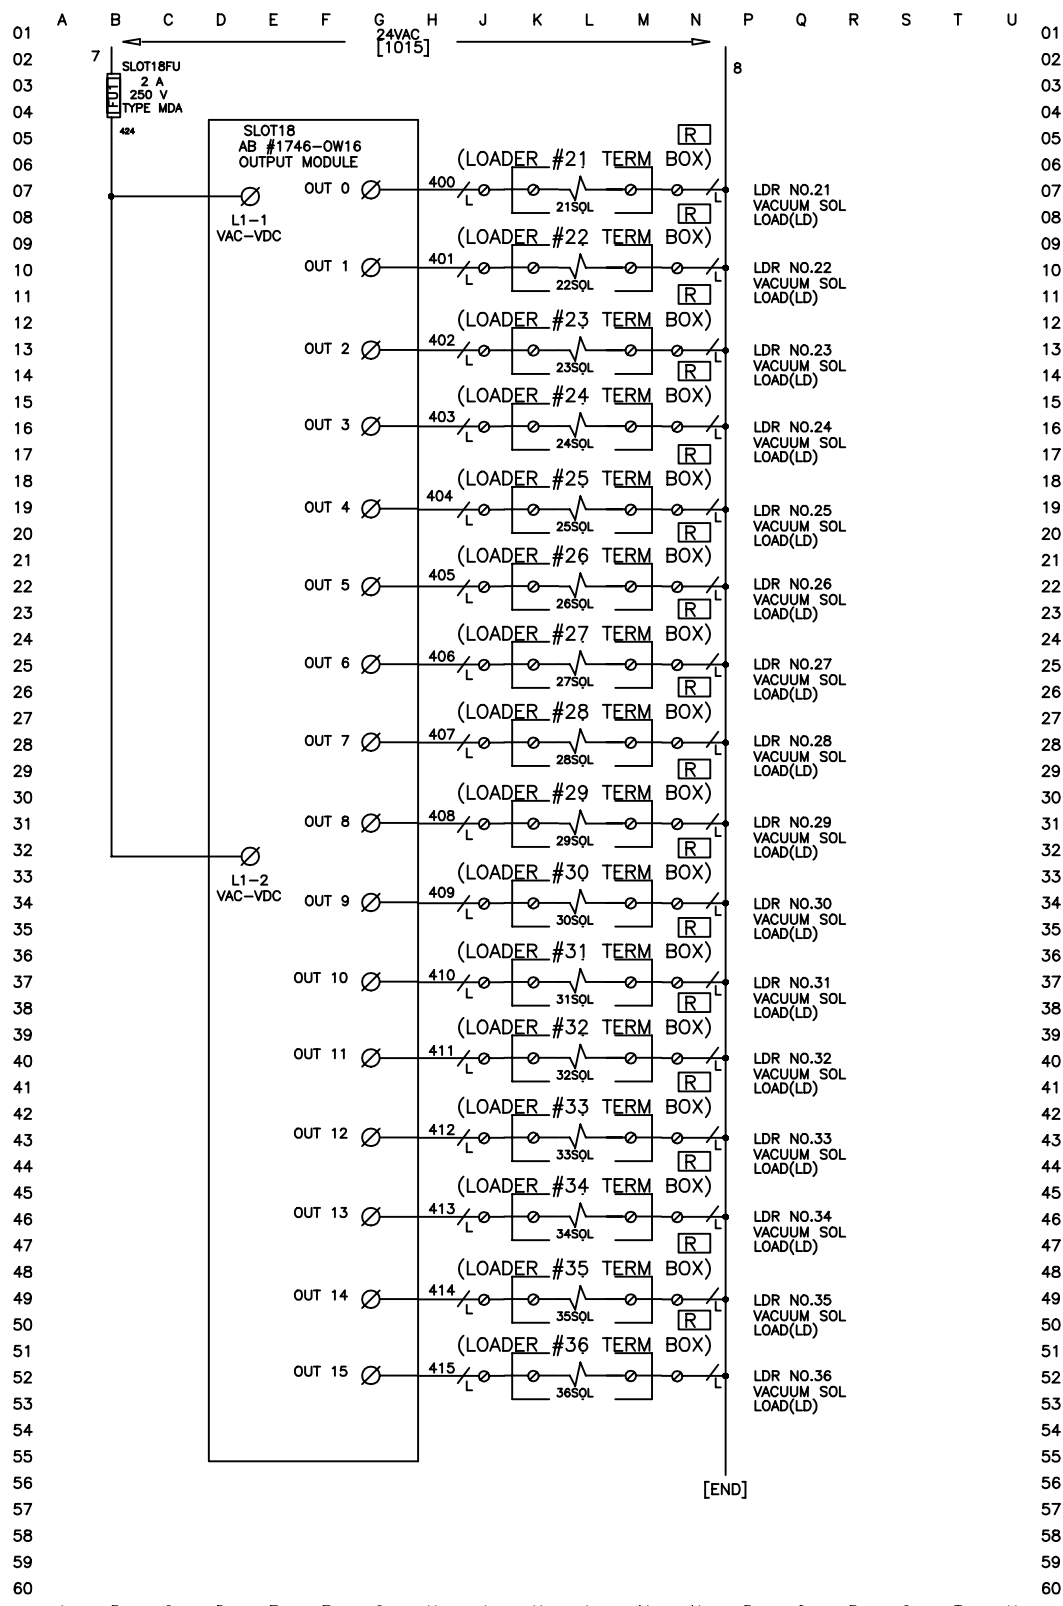 A B C D E F G H J K L M N P Q R S T U
01 24VAC 01
[1015]
02 7 8 02
SLOT18FU
03 2 A 03
FU1 250 V
04 TYPE MDA 04
424
05 SLOT18 R 05
AB #1746-OW16
06 OUTPUT MODULE (LOADER #21 TERM BOX) 06
07 OUT 0 400 L 21SOL L LDR NO.21 07
L1-1 R VACUUM SOL
08 VAC-VDC LOAD(LD) 08
09 (LOADER #22 TERM BOX) 09
10 OUT 1 401 L 22SOL L LDR NO.22 10
VACUUM SOL
11 R LOAD(LD) 11
12 (LOADER #23 TERM BOX) 12
13 OUT 2 402 L 23SOL L LDR NO.23 13
VACUUM SOL
14 R LOAD(LD) 14
15 (LOADER #24 TERM BOX) 15
16 OUT 3 403 L 24SOL L LDR NO.24 16
VACUUM SOL
17 R LOAD(LD) 17
18 (LOADER #25 TERM BOX) 18
19 OUT 4 404 L 25SOL L LDR NO.25 19
VACUUM SOL
20 R LOAD(LD) 20
21 (LOADER #26 TERM BOX) 21
22 OUT 5 405 L 26SOL L LDR NO.26 22
VACUUM SOL
23 R LOAD(LD) 23
24 (LOADER #27 TERM BOX) 24
25 OUT 6 406 L 27SOL L LDR NO.27 25
VACUUM SOL
26 R LOAD(LD) 26
27 (LOADER #28 TERM BOX) 27
28 OUT 7 407 L 28SOL L LDR NO.28 28
VACUUM SOL
29 R LOAD(LD) 29
30 (LOADER #29 TERM BOX) 30
31 OUT 8 408 L 29SOL L LDR NO.29 31
VACUUM SOL
32 R LOAD(LD) 32
33 L1-2 (LOADER #30 TERM BOX) 33
VAC-VDC
34 OUT 9 409 L 30SOL L LDR NO.30 34
VACUUM SOL
35 R LOAD(LD) 35
36 (LOADER #31 TERM BOX) 36
37 OUT 10 410 L 31SOL L LDR NO.31 37
VACUUM SOL
38 R LOAD(LD) 38
39 (LOADER #32 TERM BOX) 39
40 OUT 11 411 L 32SOL L LDR NO.32 40
VACUUM SOL
41 R LOAD(LD) 41
42 (LOADER #33 TERM BOX) 42
43 OUT 12 412 L 33SOL L LDR NO.33 43
VACUUM SOL
44 R LOAD(LD) 44
45 (LOADER #34 TERM BOX) 45
46 OUT 13 413 L 34SOL L LDR NO.34 46
VACUUM SOL
47 R LOAD(LD) 47
48 (LOADER #35 TERM BOX) 48
49 OUT 14 414 L 35SOL L LDR NO.35 49
VACUUM SOL
50 R LOAD(LD) 50
51 (LOADER #36 TERM BOX) 51
52 OUT 15 415 L 36SOL L LDR NO.36 52
VACUUM SOL
53 LOAD(LD) 53
54 54
55 55
56 [END] 56
57 57
58 58
59 59
60 60